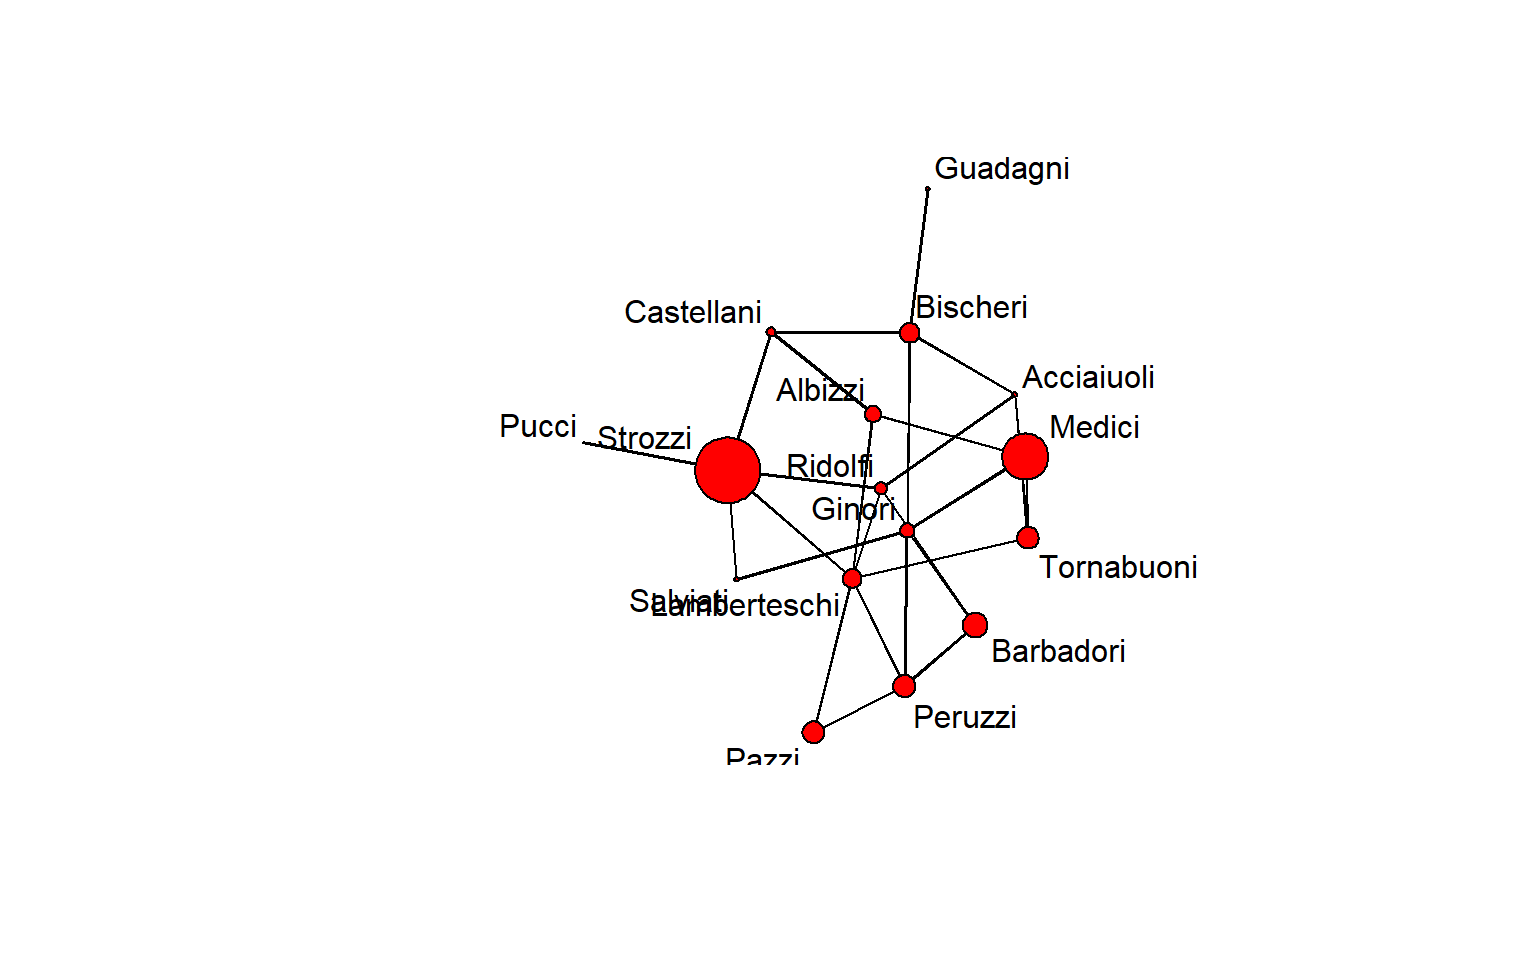 Guadagni
Bischeri
Castellani
Acciaiuoli
Albizzi
Medici
Pucci
Strozzi
Ridolfi
Ginori
Tornabuoni
Salviati
Lamberteschi
Barbadori
Peruzzi
Pazzi